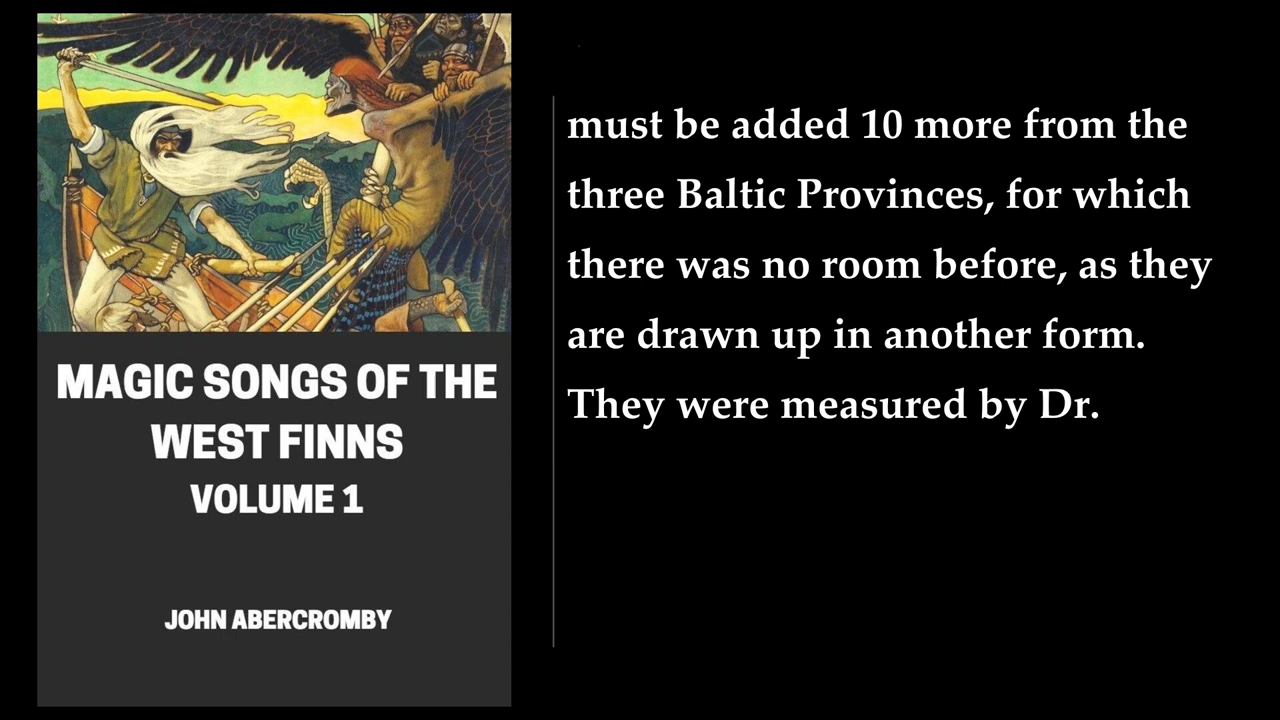 MAGIC SONGS OF THE
WEST FINNS
VOLUME 1
JOHN ABERCROMBY
must be added 10 more from the
three Baltic Provinces, for which
there was no room before, as they
are drawn up in another form.
They were measured by Dr.